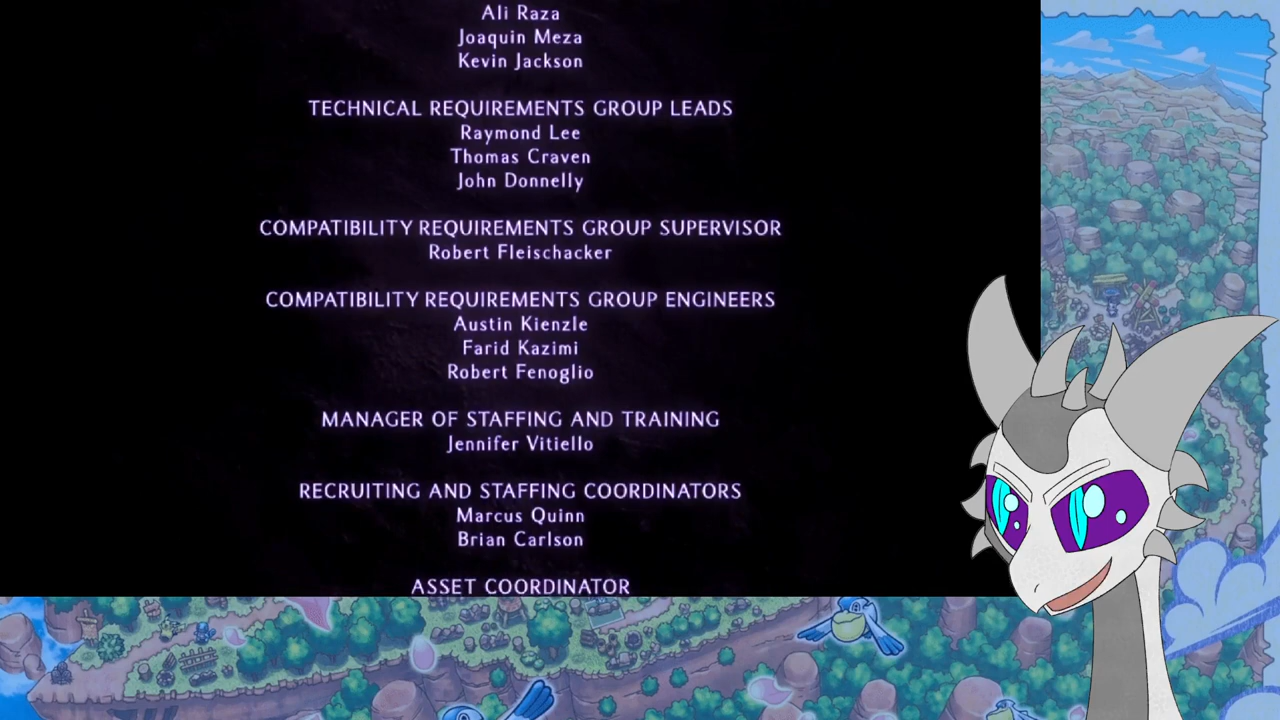 Ali Raza
Joaquin Meza
Kevin Jackson
TECHNICAL REQUIREMENTS GROUP LEADS
Raymond Lee
Thomas Craven
John Donnelly
COMPATIBILITY REQUIREMENTS GROUP SUPERVISOR
Robert Fleischacker
COMPATIBILITY REQUIREMENTS GROUP ENGINEERS
Austin Kienzle
Farid Kazimi
Robert Fenoglio
MANAGER OF STAFFING AND TRAINING
Jennifer Vitiello
RECRUITING AND STAFFING COORDINATORS
Marcus Quinn
Brian Carlson
ASSET COORDINATOR